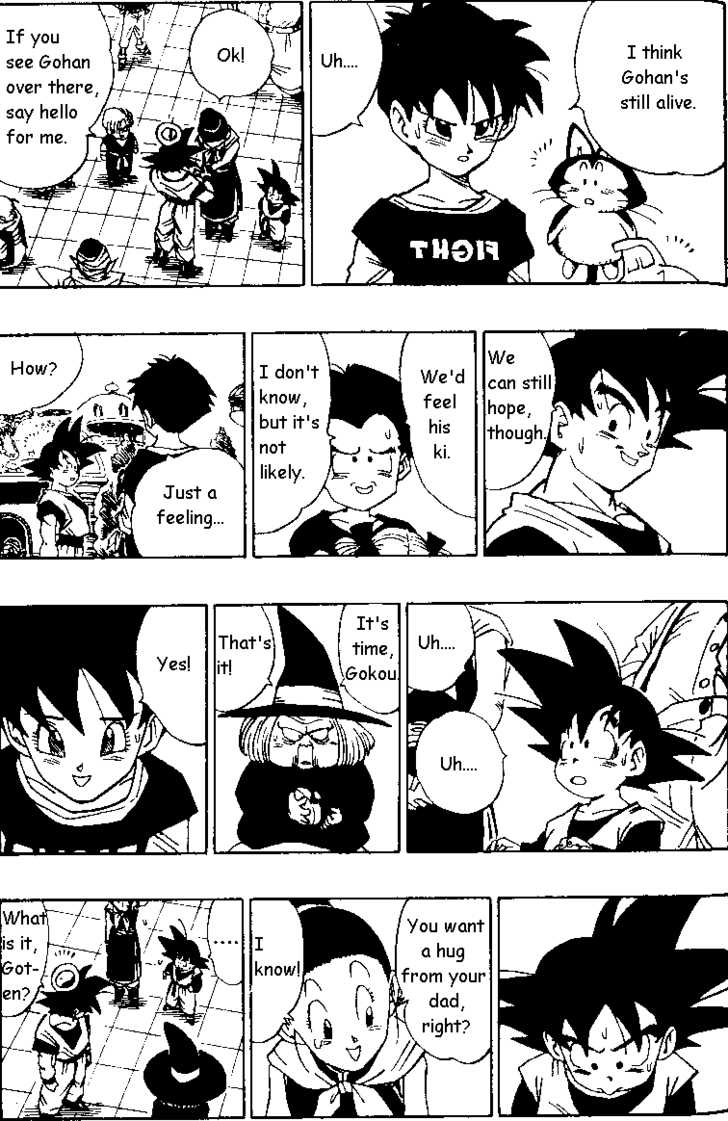 If you
see Gohan
over there,
say hello
for me.
Ok!
Uh....
I think
Gohan's
still alive.
FIGHT
How?
Just a
feeling...
I don't
know,
but it's
not
likely.
We'd
feel
his
ki.
We
can still
hope,
though.
Yes!
That's
it!
It's
time,
Gokou.
Uh....
Uh....
What
is it,
Got-
en?
.....
I
know!
You want
a hug
from your
dad,
right?